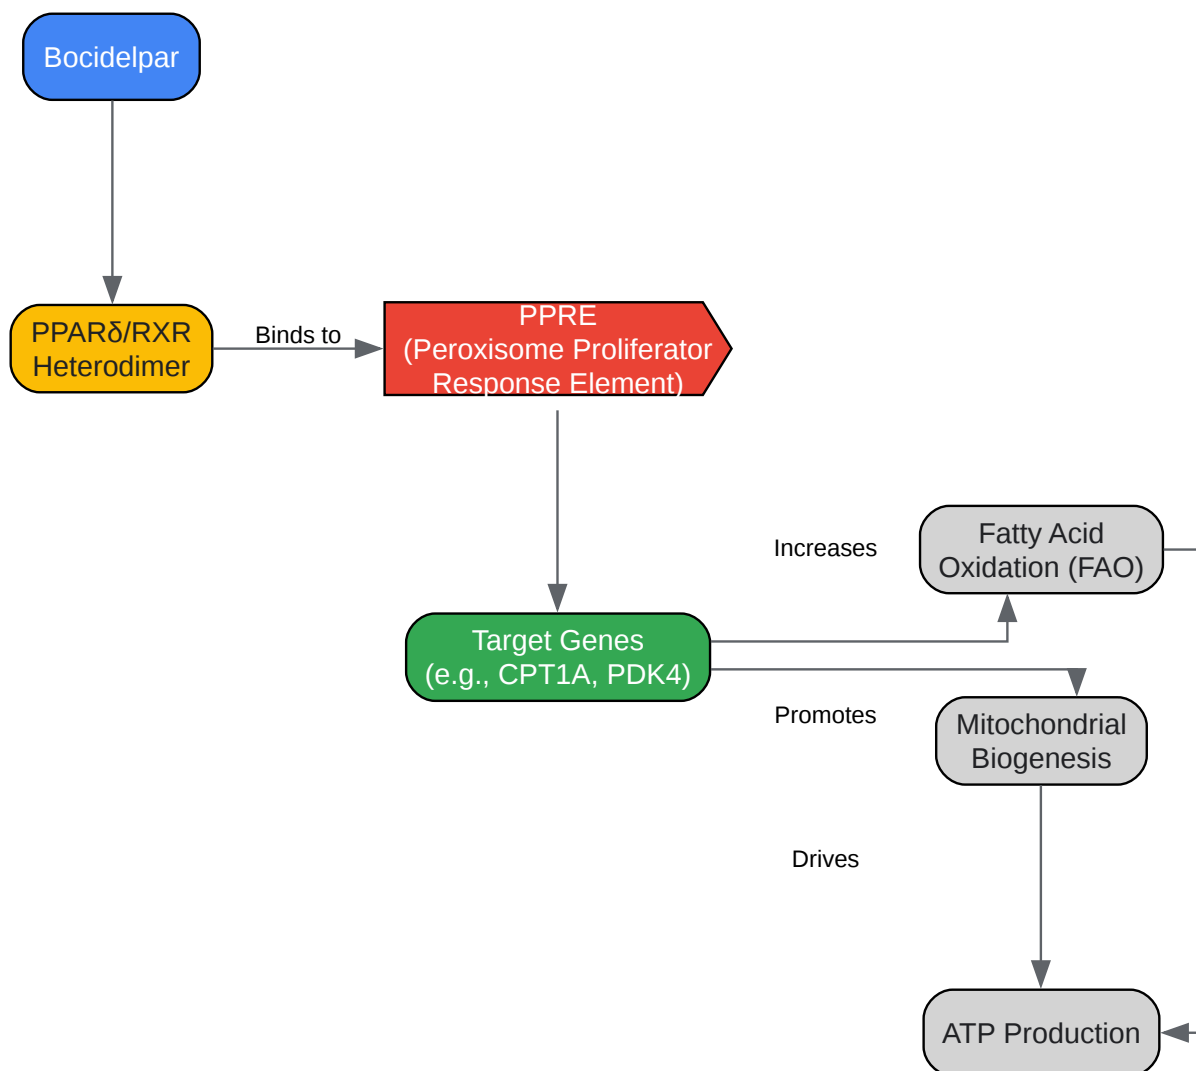 Bocidelpar
PPARδ/RXR
Heterodimer
Binds to
PPRE
(Peroxisome Proliferator
Response Element)
Increases
Fatty Acid
Oxidation (FAO)
Target Genes
(e.g., CPT1A, PDK4)
Promotes
Mitochondrial
Biogenesis
Drives
ATP Production